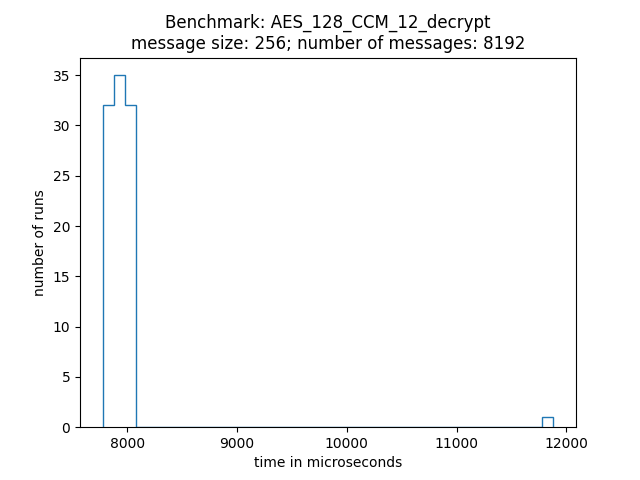 Benchmark: AES_128_CCM_12_decrypt
message size: 256; number of messages: 8192
35
30
25
20
15
10
5
0
number of runs
8000 9000 10000 11000 12000
time in microseconds